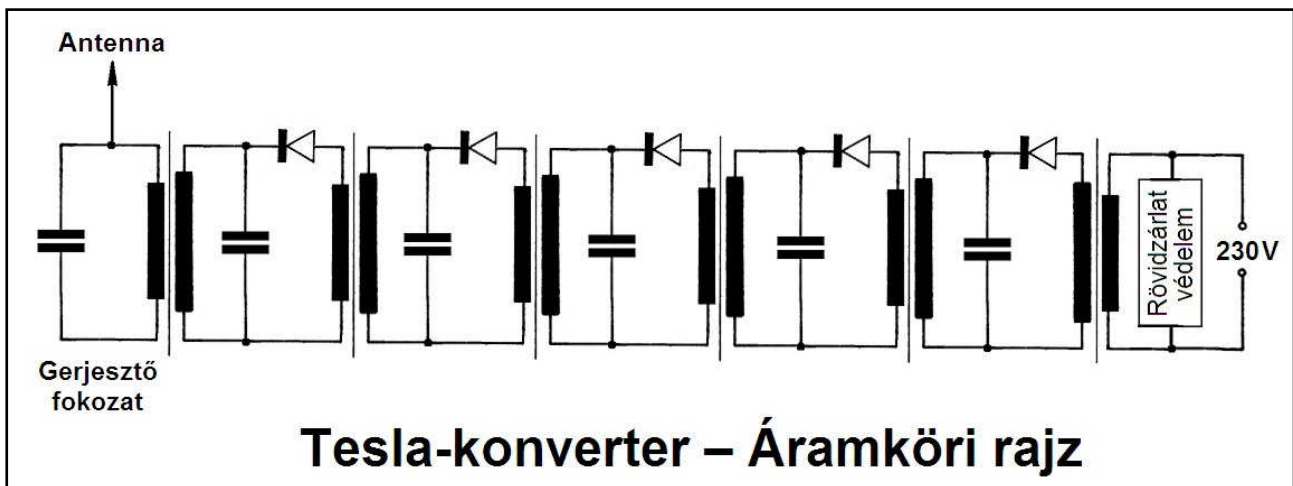 Antenna
Gerjesztő
fokozat
Rövidzárlat
védelem
230V
Tesla-konverter – Áramköri rajz